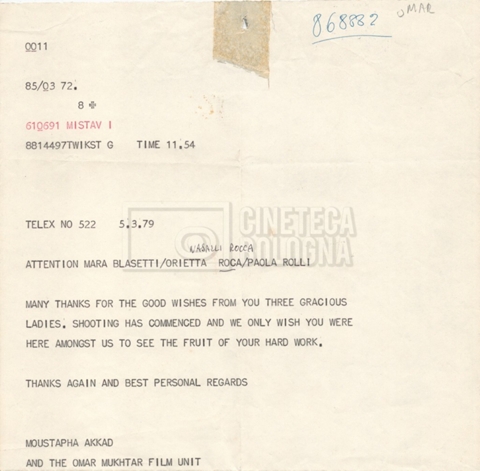 0011
868882
OMAR
85/03 72.
8 ✠
610691 MISTAV I
8814497TWIKST G TIME 11.54
TELEX NO 522 5.3.79
CINETECA
BOLOGNA
NASALLI ROCCA
ATTENTION MARA BLASETTI/ORIETTA ROCA/PAOLA ROLLI
MANY THANKS FOR THE GOOD WISHES FROM YOU THREE GRACIOUS
LADIES. SHOOTING HAS COMMENCED AND WE ONLY WISH YOU WERE
HERE AMONGST US TO SEE THE FRUIT OF YOUR HARD WORK.
THANKS AGAIN AND BEST PERSONAL REGARDS
MOUSTAPHA AKKAD
AND THE OMAR MUKHTAR FILM UNIT